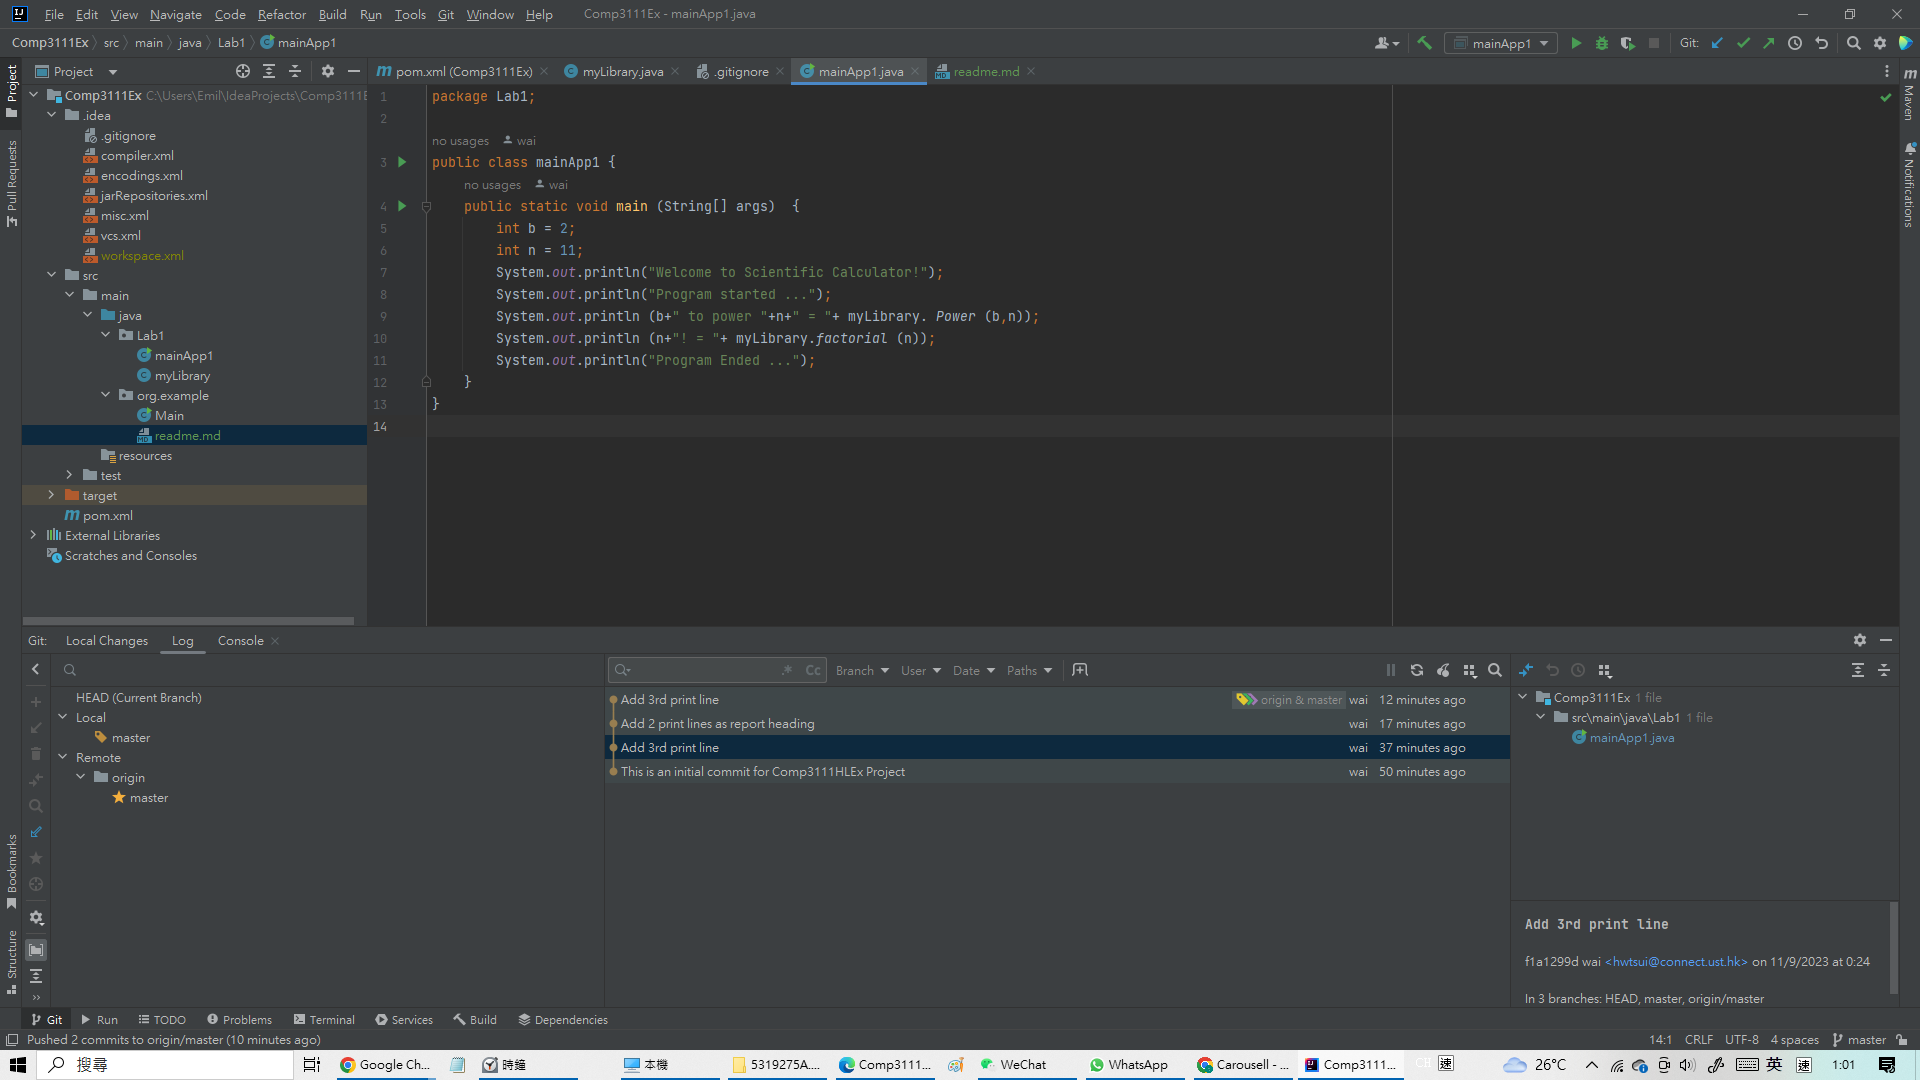 File Edit View Navigate Code Refactor Build Run Tools Git Window Help Comp3111Ex - mainApp1.java
Comp3111Ex src main java Lab1 mainApp1
mainApp1 Git:
Project
pom.xml (Comp3111Ex) myLibrary.java .gitignore mainApp1.java readme.md
Project
Pull Requests
Bookmarks
Structure
Maven
Notifications
Comp3111Ex C:\Users\Emil\IdeaProjects\Comp3111E
.idea
.gitignore
compiler.xml
encodings.xml
jarRepositories.xml
misc.xml
vcs.xml
workspace.xml
src
main
java
Lab1
mainApp1
myLibrary
org.example
Main
readme.md
resources
test
target
pom.xml
External Libraries
Scratches and Consoles
1 package Lab1;
2
no usages wai
3 public class mainApp1 {
no usages wai
4 public static void main (String[] args) {
5 int b = 2;
6 int n = 11;
7 System.out.println("Welcome to Scientific Calculator!");
8 System.out.println("Program started ...");
9 System.out.println (b+" to power "+n+" = "+ myLibrary. Power (b,n));
10 System.out.println (n+"! = "+ myLibrary.factorial (n));
11 System.out.println("Program Ended ...");
12 }
13 }
14
Git: Local Changes Log Console
.* Cc Branch User Date Paths
HEAD (Current Branch)
Local
master
Remote
origin
master
Add 3rd print line origin & master wai 12 minutes ago
Add 2 print lines as report heading wai 17 minutes ago
Add 3rd print line wai 37 minutes ago
This is an initial commit for Comp3111HLEx Project wai 50 minutes ago
Comp3111Ex 1 file
src\main\java\Lab1 1 file
mainApp1.java
Add 3rd print line
f1a1299d wai <hwtsui@connect.ust.hk> on 11/9/2023 at 0:24
In 3 branches: HEAD, master, origin/master
Git Run TODO Problems Terminal Services Build Dependencies
Pushed 2 commits to origin/master (10 minutes ago) 14:1 CRLF UTF-8 4 spaces master
搜尋 Google Ch... 時鐘 本機 5319275A.... Comp3111... WeChat WhatsApp Carousell - ... Comp3111... 速 26°C 英 速 1:01